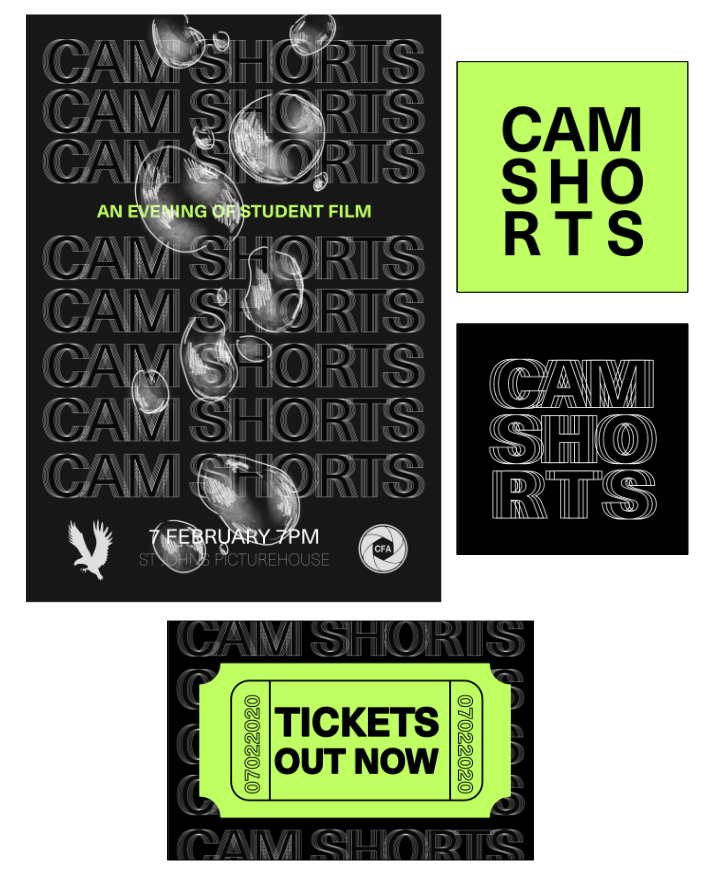 CAM SHORTS
CAM SHORTS
CAM SHORTS
AN EVENING OF STUDENT FILM
CAM SHORTS
CAM SHORTS
CAM SHORTS
CAM SHORTS
CAM SHORTS
7 FEBRUARY 7PM
ST JOHNS PICTUREHOUSE
CFA
CAM
SHO
RTS
CAM
SHO
RTS
CAM SHORTS
07022020
TICKETS
OUT NOW
07022020
CAM SHORTS